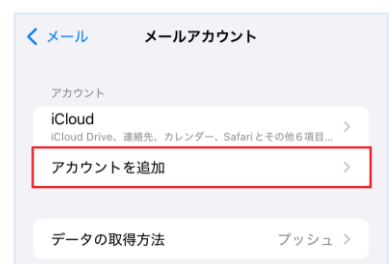 メール メールアカウント
アカウント
iCloud
iCloud Drive、連絡先、カレンダー、Safariとその他6項目...
アカウントを追加
データの取得方法 プッシュ